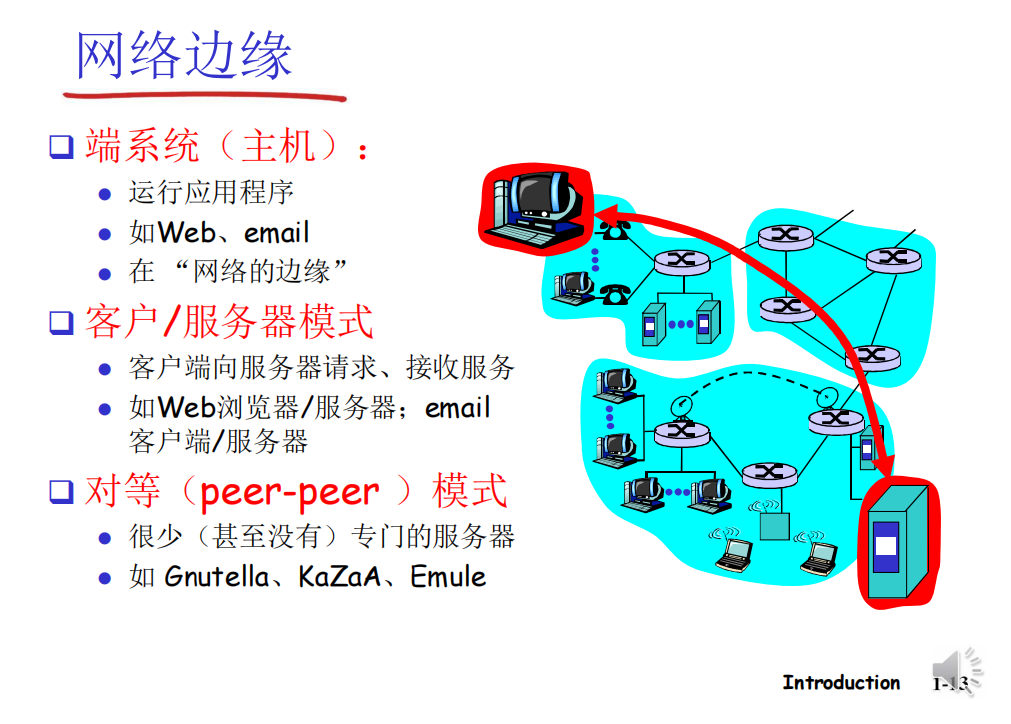 网络边缘
端系统（主机）：
运行应用程序
如Web、email
在 “网络的边缘”
客户/服务器模式
客户端向服务器请求、接收服务
如Web浏览器/服务器；email
客户端/服务器
对等（peer-peer ）模式
很少（甚至没有）专门的服务器
如 Gnutella、KaZaA、Emule
Introduction
1-13